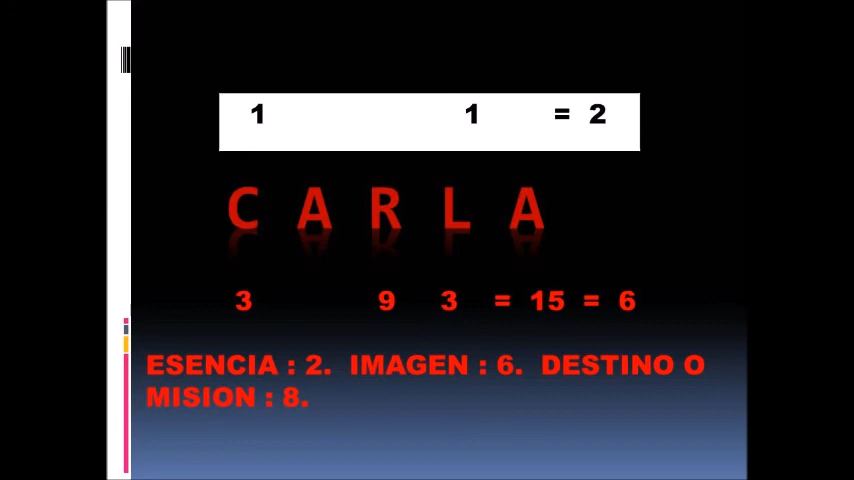 1 1 = 2
C A R L A
3 9 3 = 15 = 6
ESENCIA : 2. IMAGEN : 6. DESTINO O
MISION : 8.